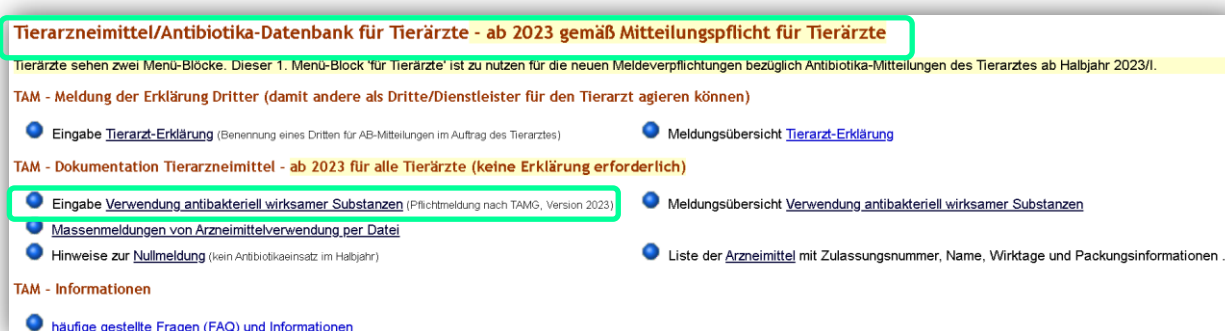 Tierarzneimittel/Antibiotika-Datenbank für Tierärzte - ab 2023 gemäß Mitteilungspflicht für Tierärzte
Tierärzte sehen zwei Menü-Blöcke. Dieser 1. Menü-Block 'für Tierärzte' ist zu nutzen für die neuen Meldeverpflichtungen bezüglich Antibiotika-Mitteilungen des Tierarztes ab Halbjahr 2023/I.
TAM - Meldung der Erklärung Dritter (damit andere als Dritte/Dienstleister für den Tierarzt agieren können)
Eingabe Tierarzt-Erklärung (Benennung eines Dritten für AB-Mitteilungen im Auftrag des Tierarztes) Meldungsübersicht Tierarzt-Erklärung
TAM - Dokumentation Tierarzneimittel - ab 2023 für alle Tierärzte (keine Erklärung erforderlich)
Eingabe Verwendung antibakteriell wirksamer Substanzen (Pflichtmeldung nach TAMG, Version 2023) Meldungsübersicht Verwendung antibakteriell wirksamer Substanzen
Massenmeldungen von Arzneimittelverwendung per Datei
Hinweise zur Nullmeldung (kein Antibiotikaeinsatz im Halbjahr) Liste der Arzneimittel mit Zulassungsnummer, Name, Wirktage und Packungsinformationen .
TAM - Informationen
häufige gestellte Fragen (FAQ) und Informationen